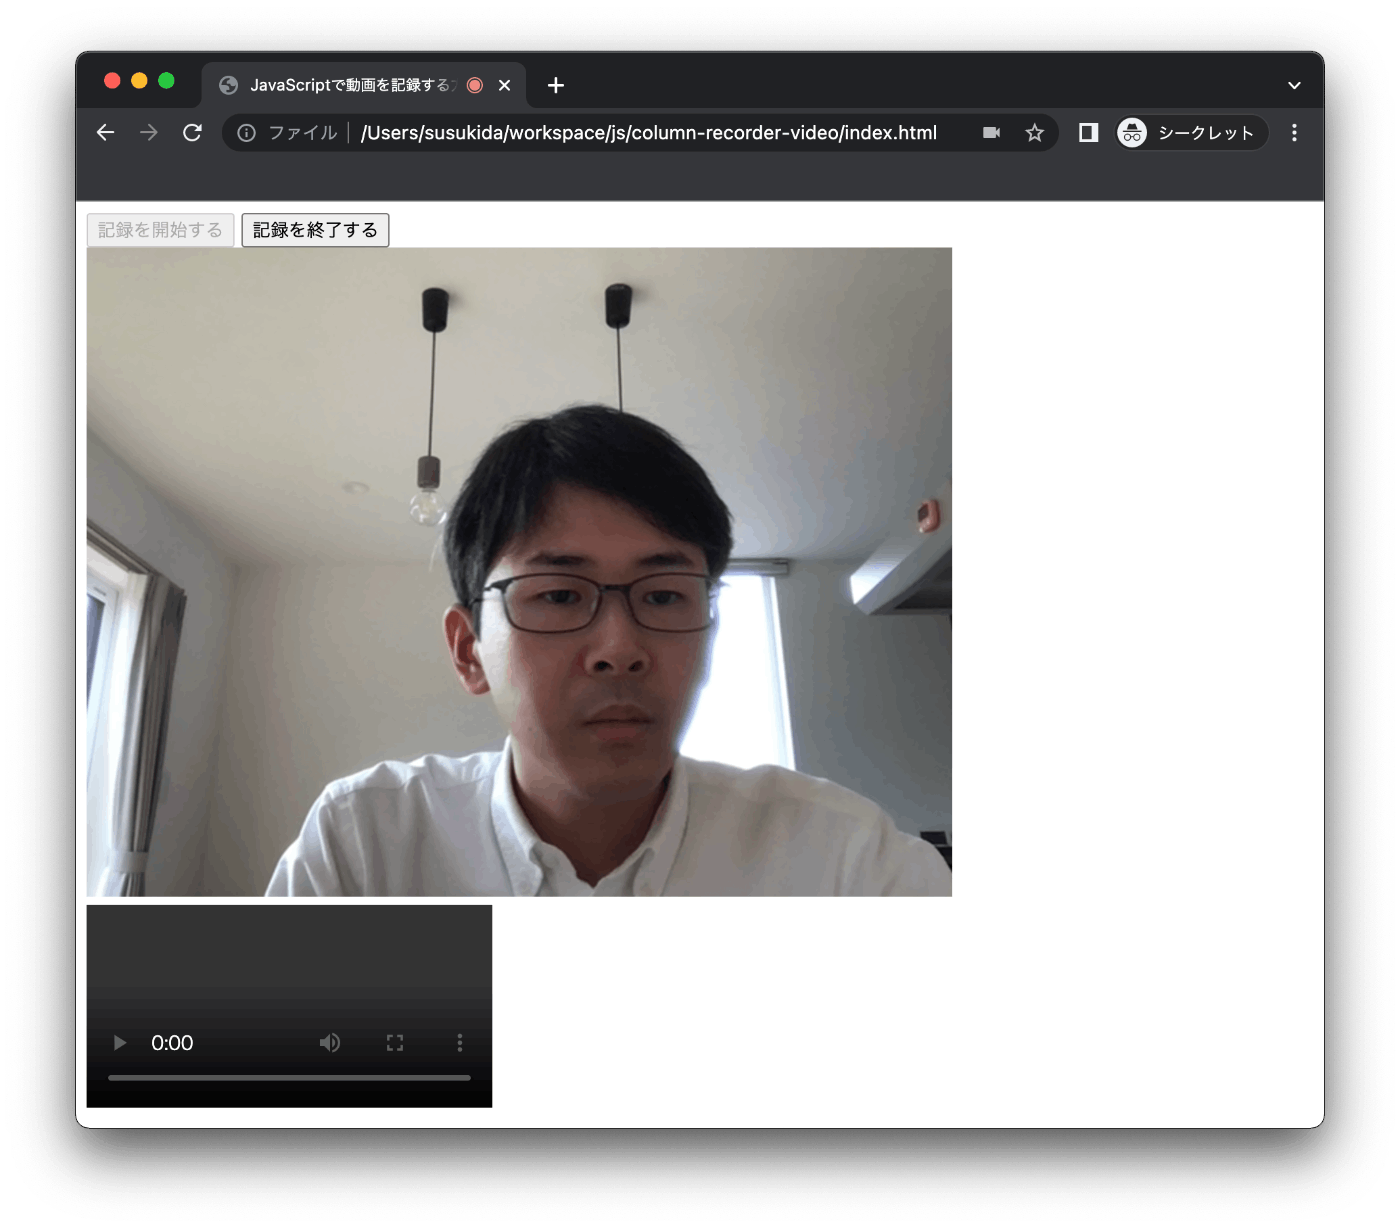 JavaScriptで動画を記録する
ファイル /Users/susukida/workspace/js/column-recorder-video/index.html シークレット
記録を開始する 記録を終了する
0:00